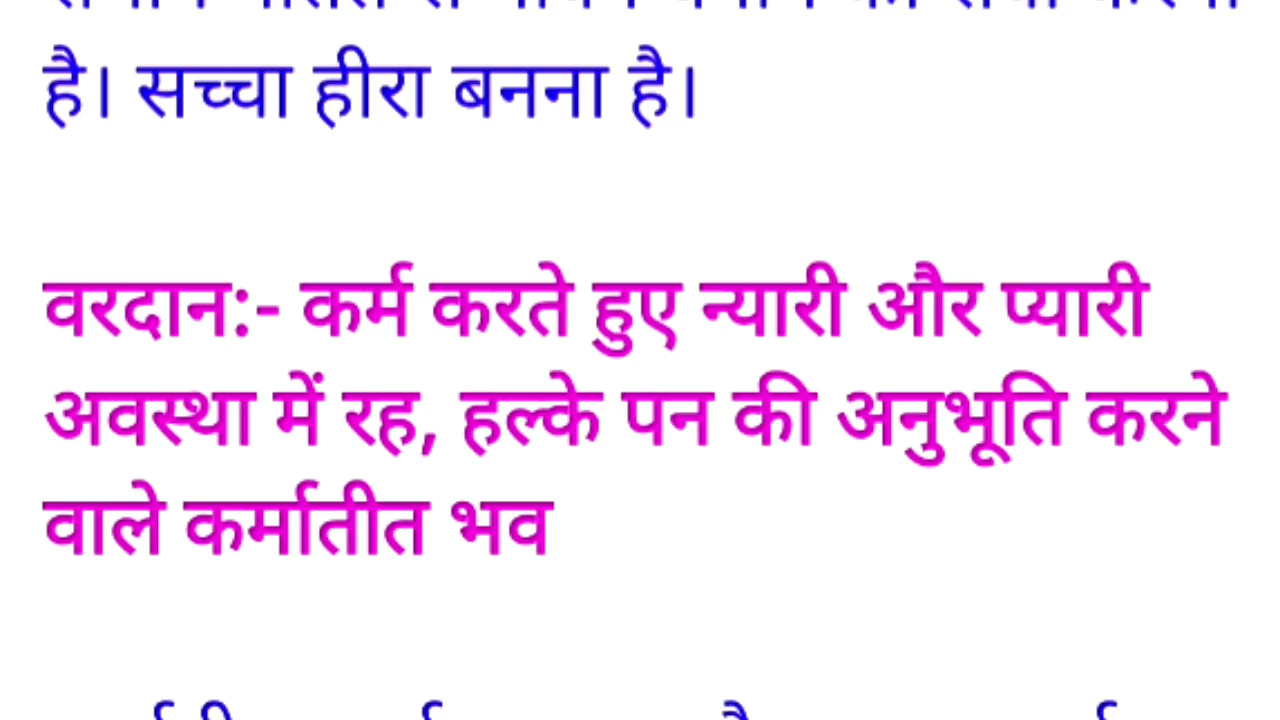 है। सच्चा हीरा बनना है।
वरदान:- कर्म करते हुए न्यारी और प्यारी
अवस्था में रह, हल्के पन की अनुभूति करने
वाले कर्मातीत भव